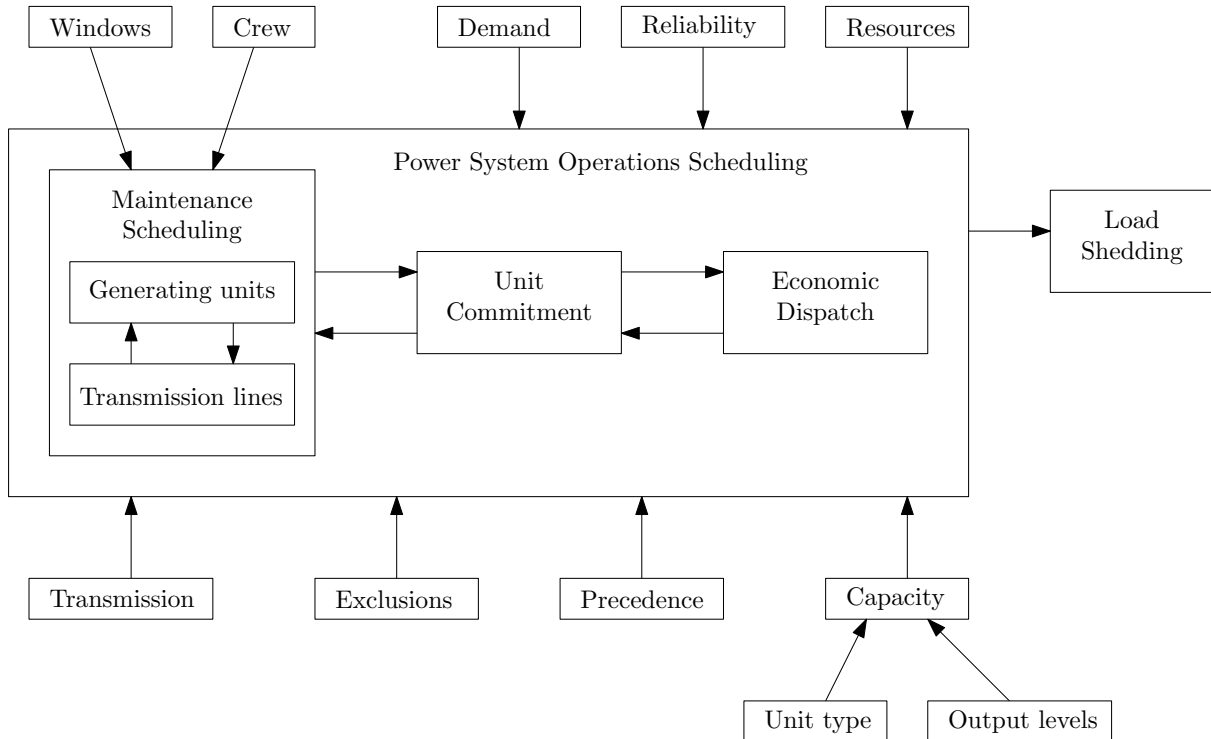 Windows
Crew
Demand
Reliability
Resources
Power System Operations Scheduling
Maintenance
Scheduling
Generating units
Transmission lines
Unit
Commitment
Economic
Dispatch
Load
Shedding
Transmission
Exclusions
Precedence
Capacity
Unit type
Output levels